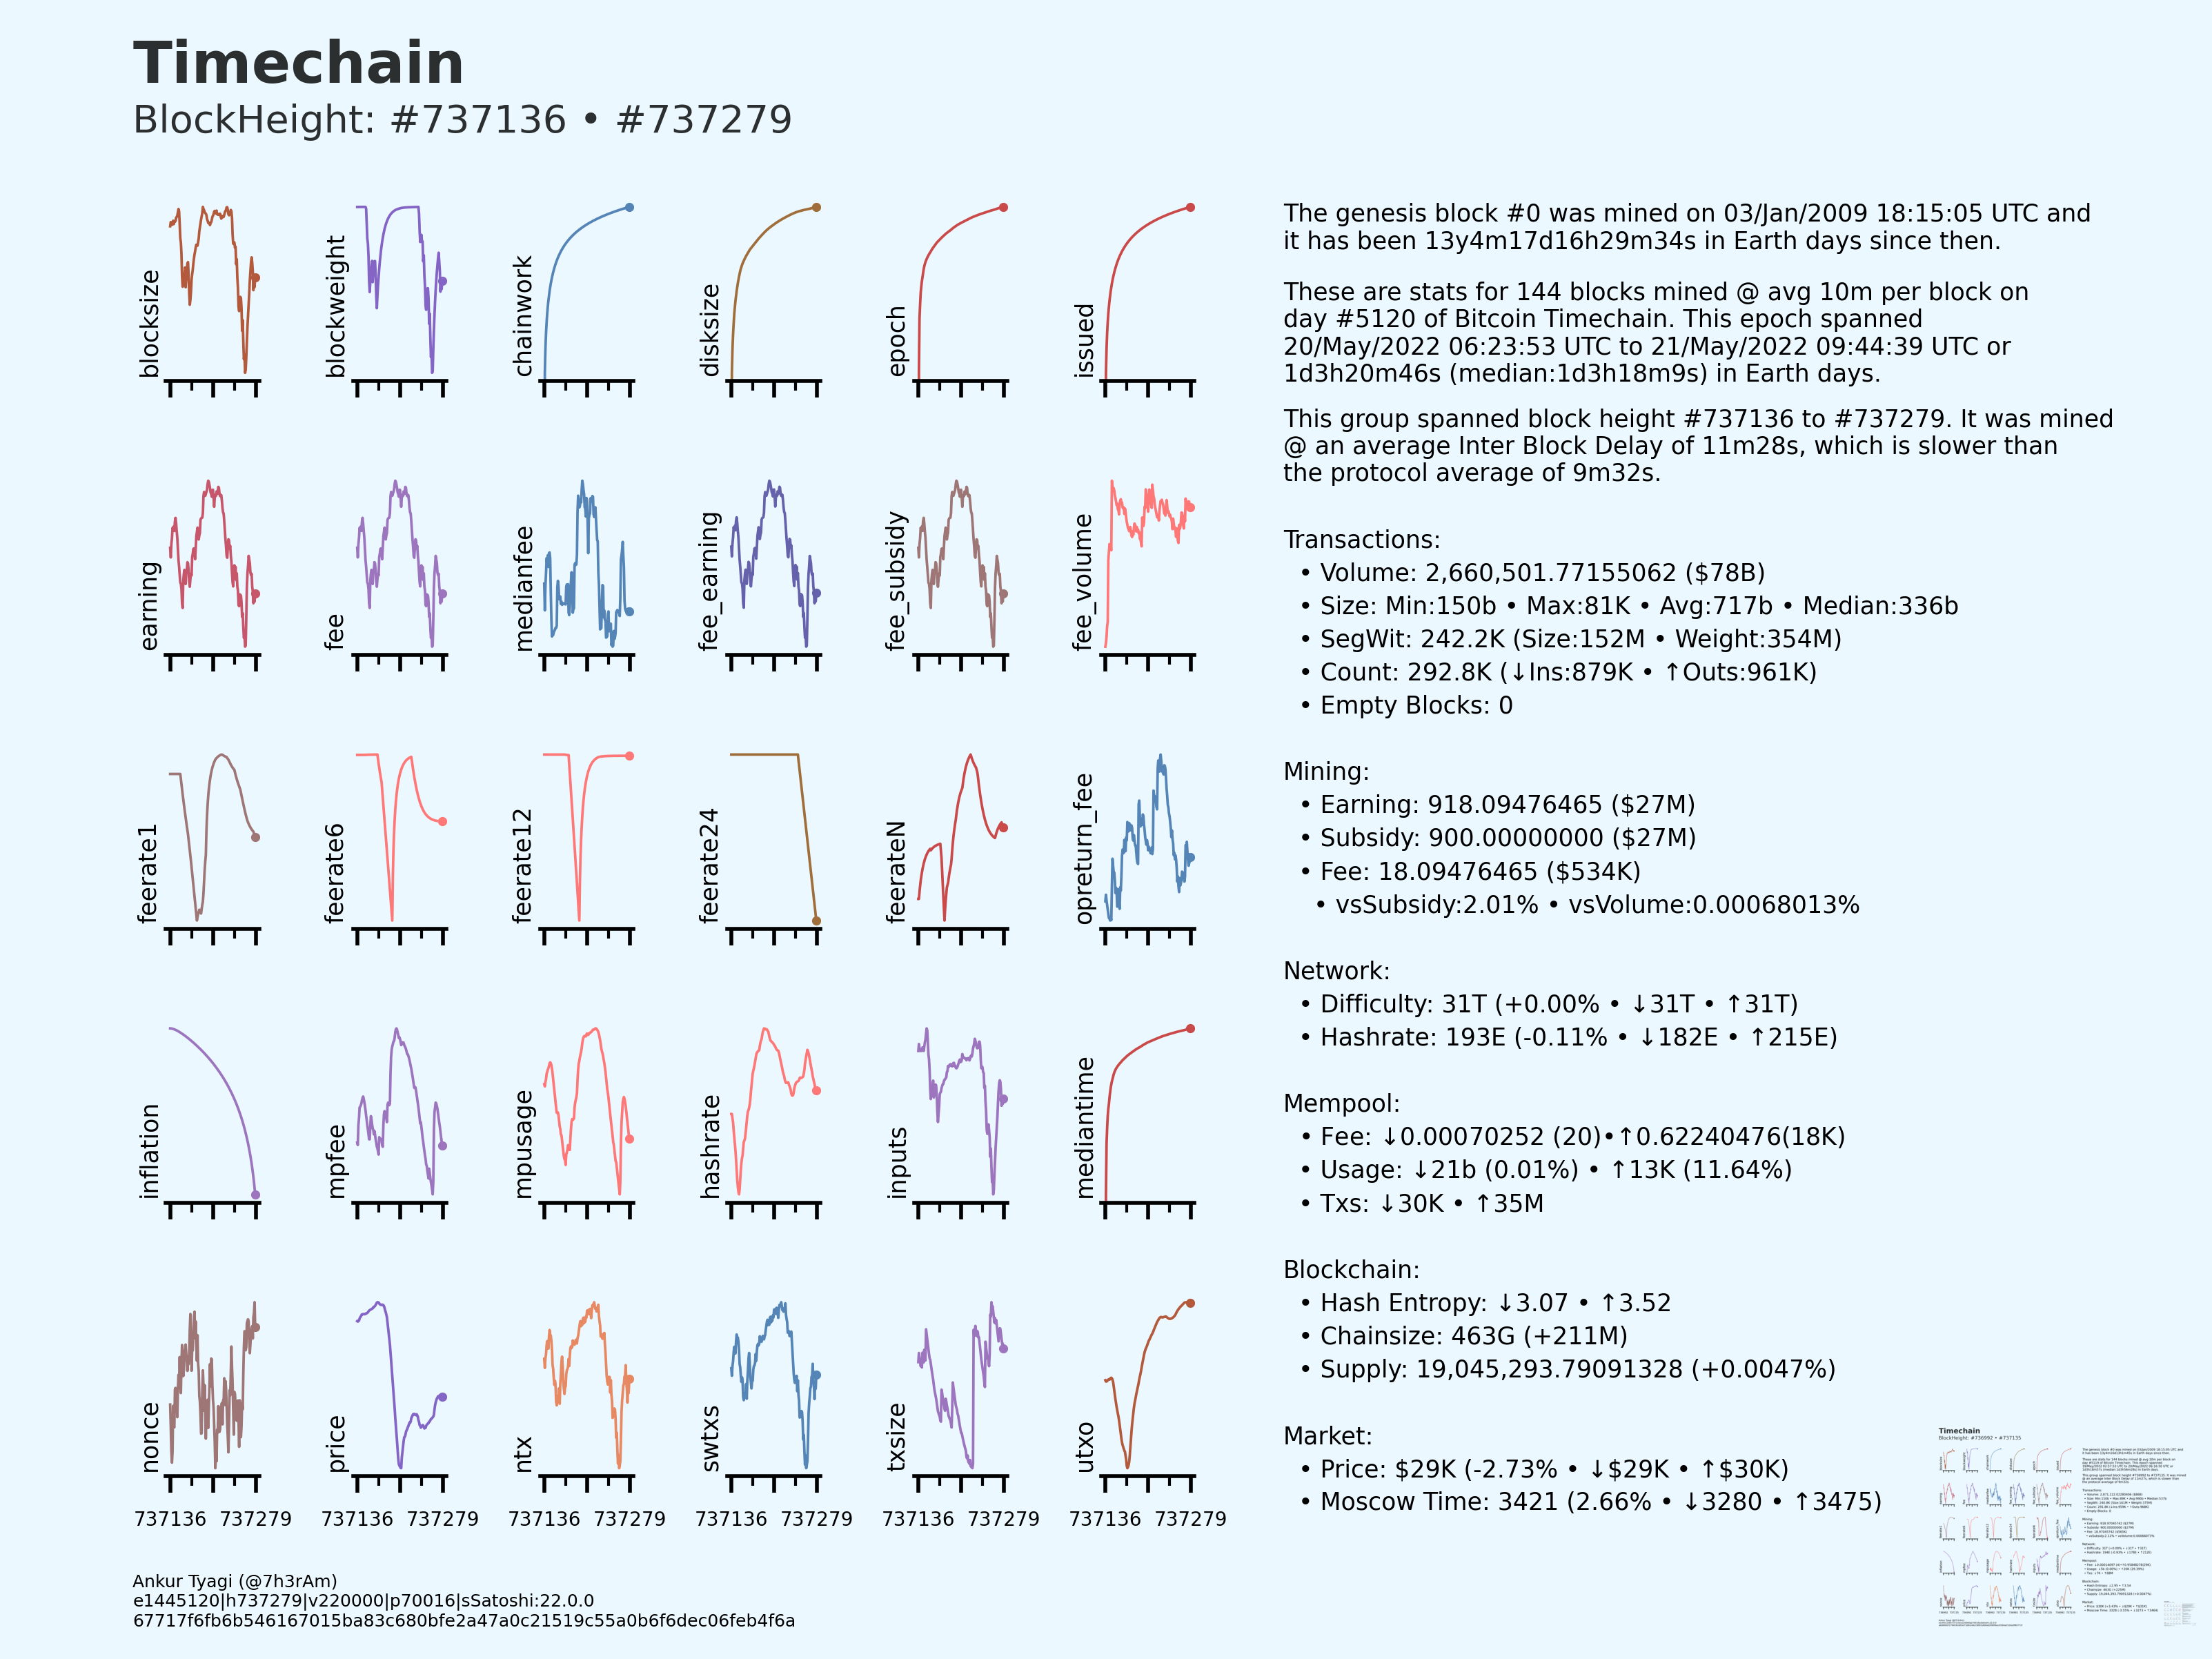 Timechain
BlockHeight: #737136 • #737279
blocksize
blockweight
chainwork
disksize
epoch
issued
earning
fee
medianfee
fee_earning
fee_subsidy
fee_volume
feerate1
feerate6
feerate12
feerate24
feerateN
opreturn_fee
inflation
mpfee
mpusage
hashrate
inputs
mediantime
nonce
price
ntx
swtxs
txsize
utxo
737136 737279 737136 737279 737136 737279 737136 737279 737136 737279 737136 737279
The genesis block #0 was mined on 03/Jan/2009 18:15:05 UTC and
it has been 13y4m17d16h29m34s in Earth days since then.
These are stats for 144 blocks mined @ avg 10m per block on
day #5120 of Bitcoin Timechain. This epoch spanned
20/May/2022 06:23:53 UTC to 21/May/2022 09:44:39 UTC or
1d3h20m46s (median:1d3h18m9s) in Earth days.
This group spanned block height #737136 to #737279. It was mined
@ an average Inter Block Delay of 11m28s, which is slower than
the protocol average of 9m32s.
Transactions:
• Volume: 2,660,501.77155062 ($78B)
• Size: Min:150b • Max:81K • Avg:717b • Median:336b
• SegWit: 242.2K (Size:152M • Weight:354M)
• Count: 292.8K (↓Ins:879K • ↑Outs:961K)
• Empty Blocks: 0
Mining:
• Earning: 918.09476465 ($27M)
• Subsidy: 900.00000000 ($27M)
• Fee: 18.09476465 ($534K)
• vsSubsidy:2.01% • vsVolume:0.00068013%
Network:
• Difficulty: 31T (+0.00% • ↓31T • ↑31T)
• Hashrate: 193E (-0.11% • ↓182E • ↑215E)
Mempool:
• Fee: ↓0.00070252 (20)•↑0.62240476(18K)
• Usage: ↓21b (0.01%) • ↑13K (11.64%)
• Txs: ↓30K • ↑35M
Blockchain:
• Hash Entropy: ↓3.07 • ↑3.52
• Chainsize: 463G (+211M)
• Supply: 19,045,293.79091328 (+0.0047%)
Market:
• Price: $29K (-2.73% • ↓$29K • ↑$30K)
• Moscow Time: 3421 (2.66% • ↓3280 • ↑3475)
Ankur Tyagi (@7h3rAm)
e1445120|h737279|v220000|p70016|sSatoshi:22.0.0
67717f6fb6b546167015ba83c680bfe2a47a0c21519c55a0b6f6dec06feb4f6a
Timechain
BlockHeight: #736992 • #737135